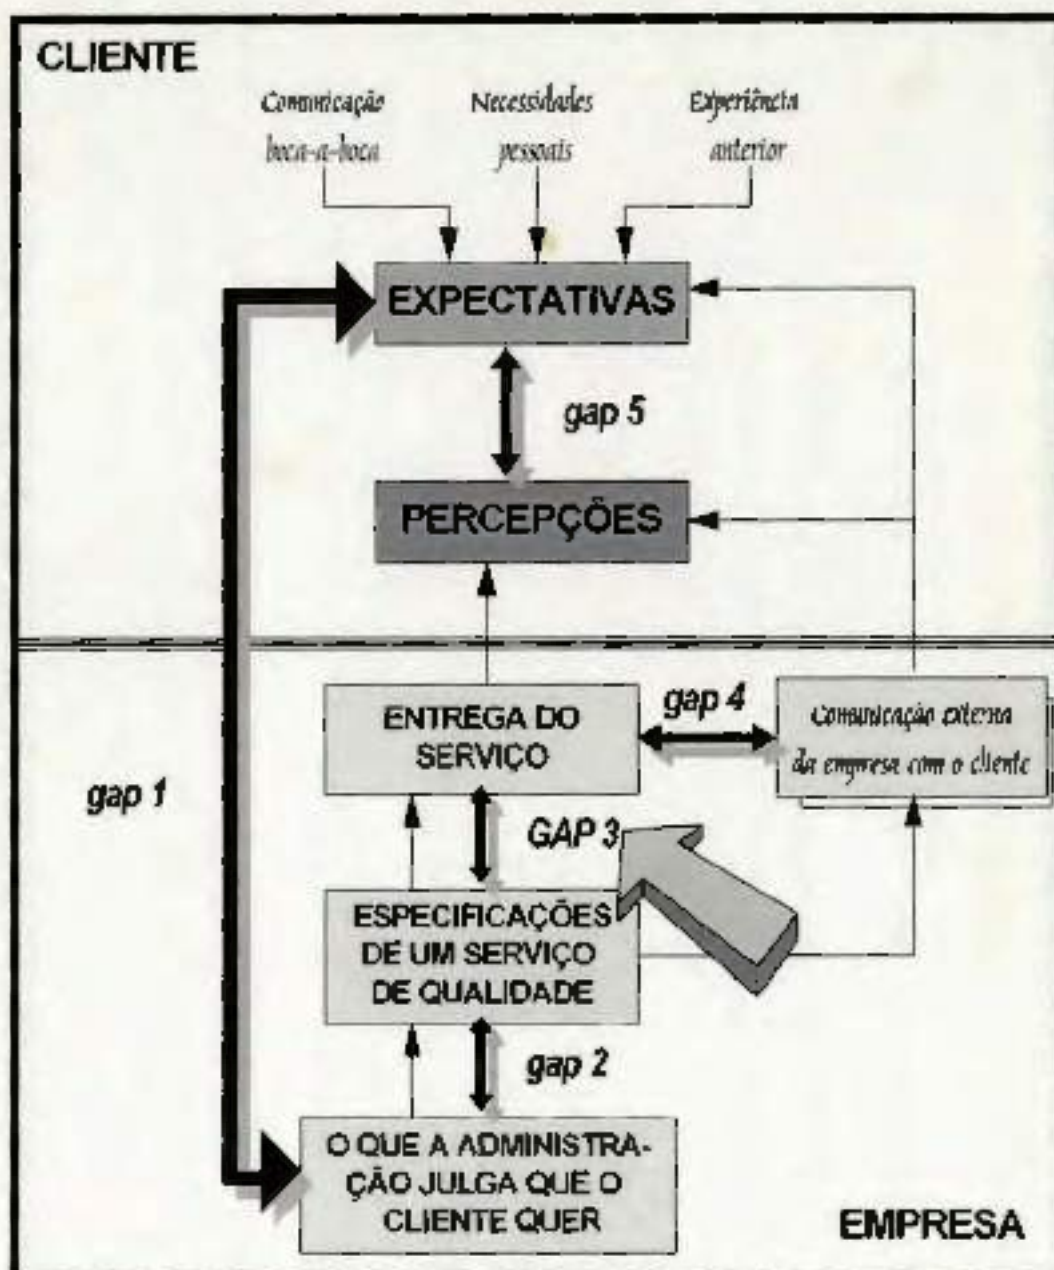 CLIENTE
Comunicação
boca-a-boca
Necessidades
pessoais
Experiência
anterior
EXPECTATIVAS
gap 5
PERCEPÇÕES
ENTREGA DO
SERVIÇO
gap 4
Comunicação externa
da empresa com o cliente
gap 1
GAP 3
ESPECIFICAÇÕES
DE UM SERVIÇO
DE QUALIDADE
gap 2
O QUE A ADMINISTRA-
ÇÃO JULGA QUE O
CLIENTE QUER
EMPRESA